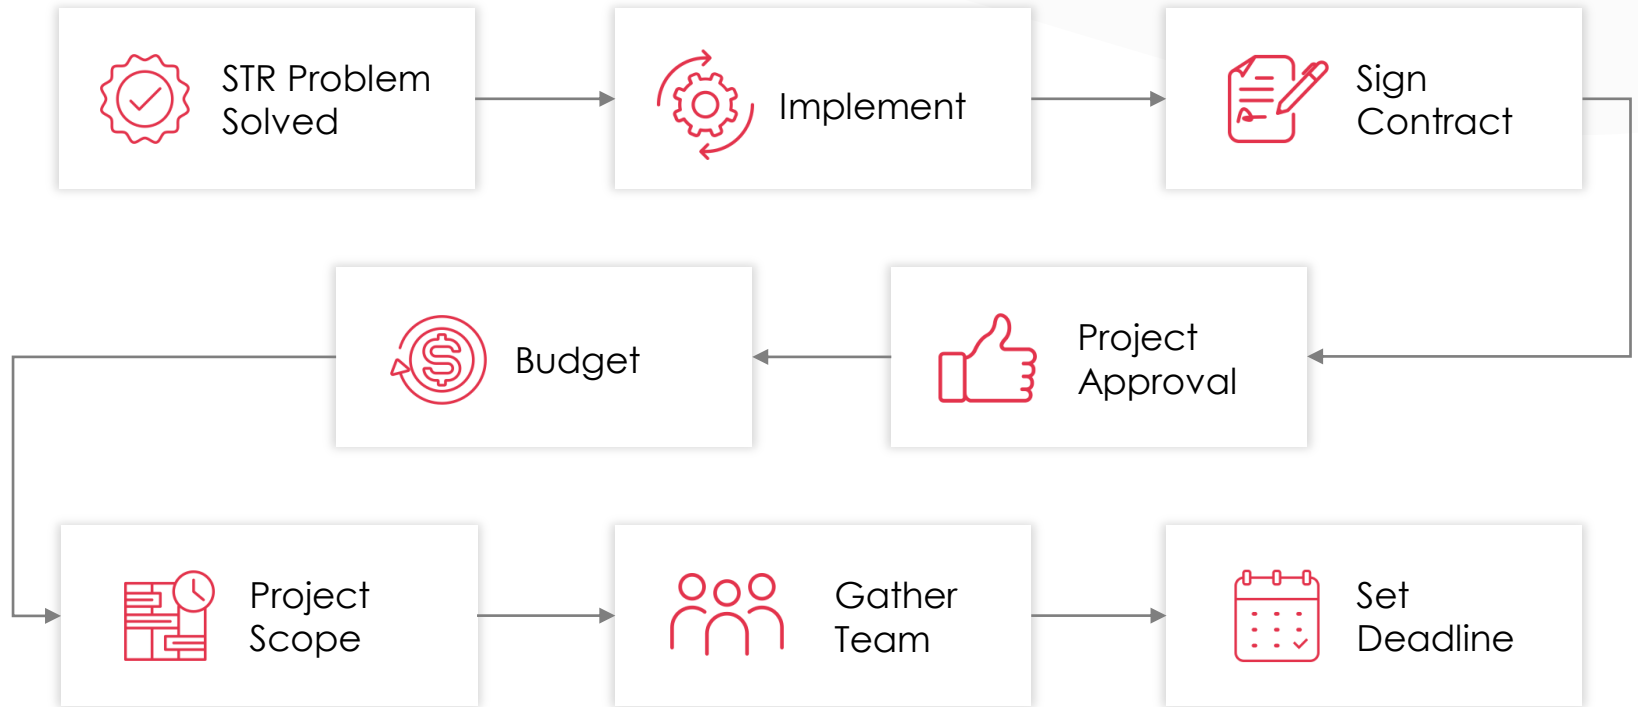 STR Problem
Solved
Implement
Sign
Contract
Budget
Project
Approval
Project
Scope
Gather
Team
Set
Deadline